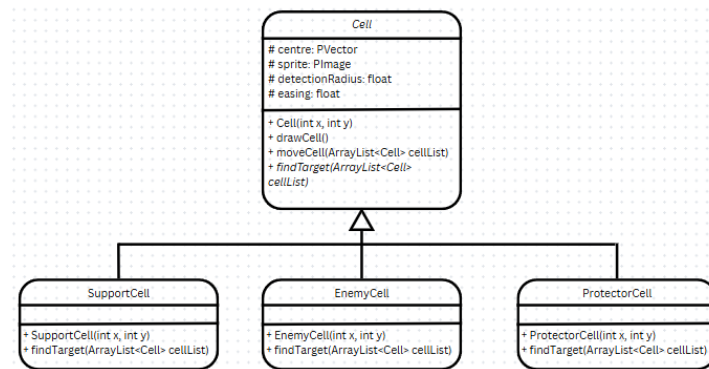 Cell
# centre: PVector
# sprite: PImage
# detectionRadius: float
# easing: float
+ Cell(int x, int y)
+ drawCell()
+ moveCell(ArrayList<Cell> cellList)
+ findTarget(ArrayList<Cell>
cellList)
SupportCell
+ SupportCell(int x, int y)
+ findTarget(ArrayList<Cell> cellList)
EnemyCell
+ EnemyCell(int x, int y)
+ findTarget(ArrayList<Cell> cellList)
ProtectorCell
+ ProtectorCell(int x, int y)
+ findTarget(ArrayList<Cell> cellList)